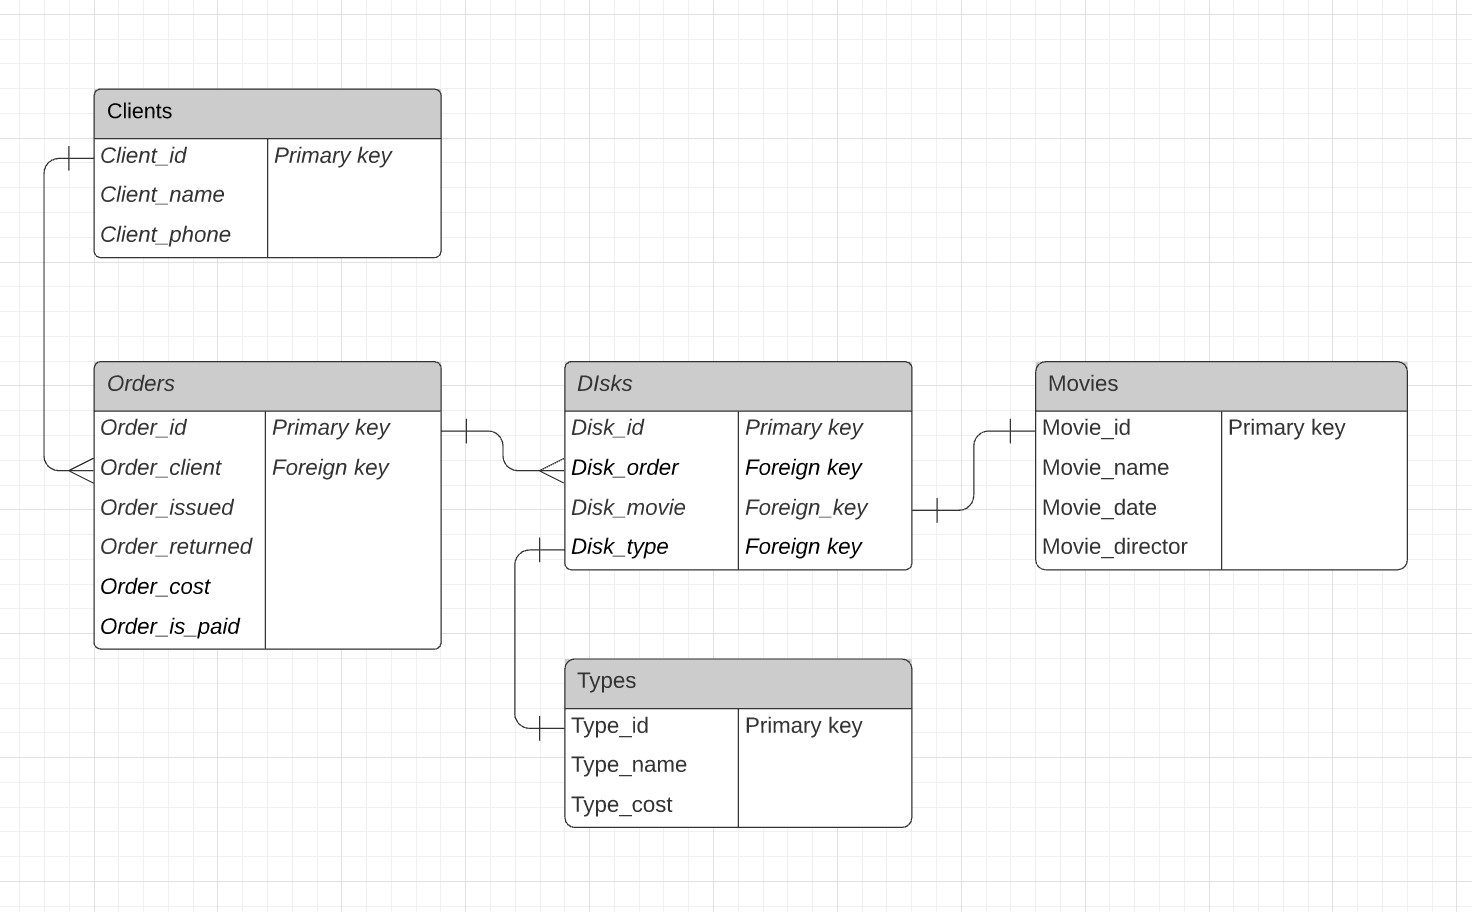 Clients
Client_id Primary key
Client_name
Client_phone
Orders
Order_id Primary key
Order_client Foreign key
Order_issued
Order_returned
Order_cost
Order_is_paid
DIsks
Disk_id Primary key
Disk_order Foreign key
Disk_movie Foreign_key
Disk_type Foreign key
Movies
Movie_id Primary key
Movie_name
Movie_date
Movie_director
Types
Type_id Primary key
Type_name
Type_cost